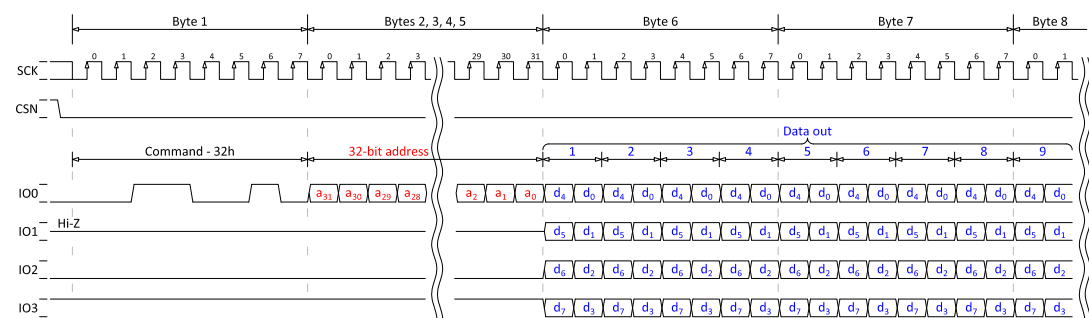 Byte 1 Bytes 2, 3, 4, 5 Byte 6 Byte 7 Byte 8
SCK 0 1 2 3 4 5 6 7 0 1 2 3 29 30 31 0 1 2 3 4 5 6 7 0 1 2 3 4 5 6 7 0 1
CSN
Data out
Command - 32h 32-bit address 1 2 3 4 5 6 7 8 9
IO0 a31 a30 a29 a28 a2 a1 a0 d4 d0 d4 d0 d4 d0 d4 d0 d4 d0 d4 d0 d4 d0 d4 d0 d4 d0
IO1 Hi-Z d5 d1 d5 d1 d5 d1 d5 d1 d5 d1 d5 d1 d5 d1 d5 d1 d5 d1
IO2 d6 d2 d6 d2 d6 d2 d6 d2 d6 d2 d6 d2 d6 d2 d6 d2 d6 d2
IO3 d7 d3 d7 d3 d7 d3 d7 d3 d7 d3 d7 d3 d7 d3 d7 d3 d7 d3